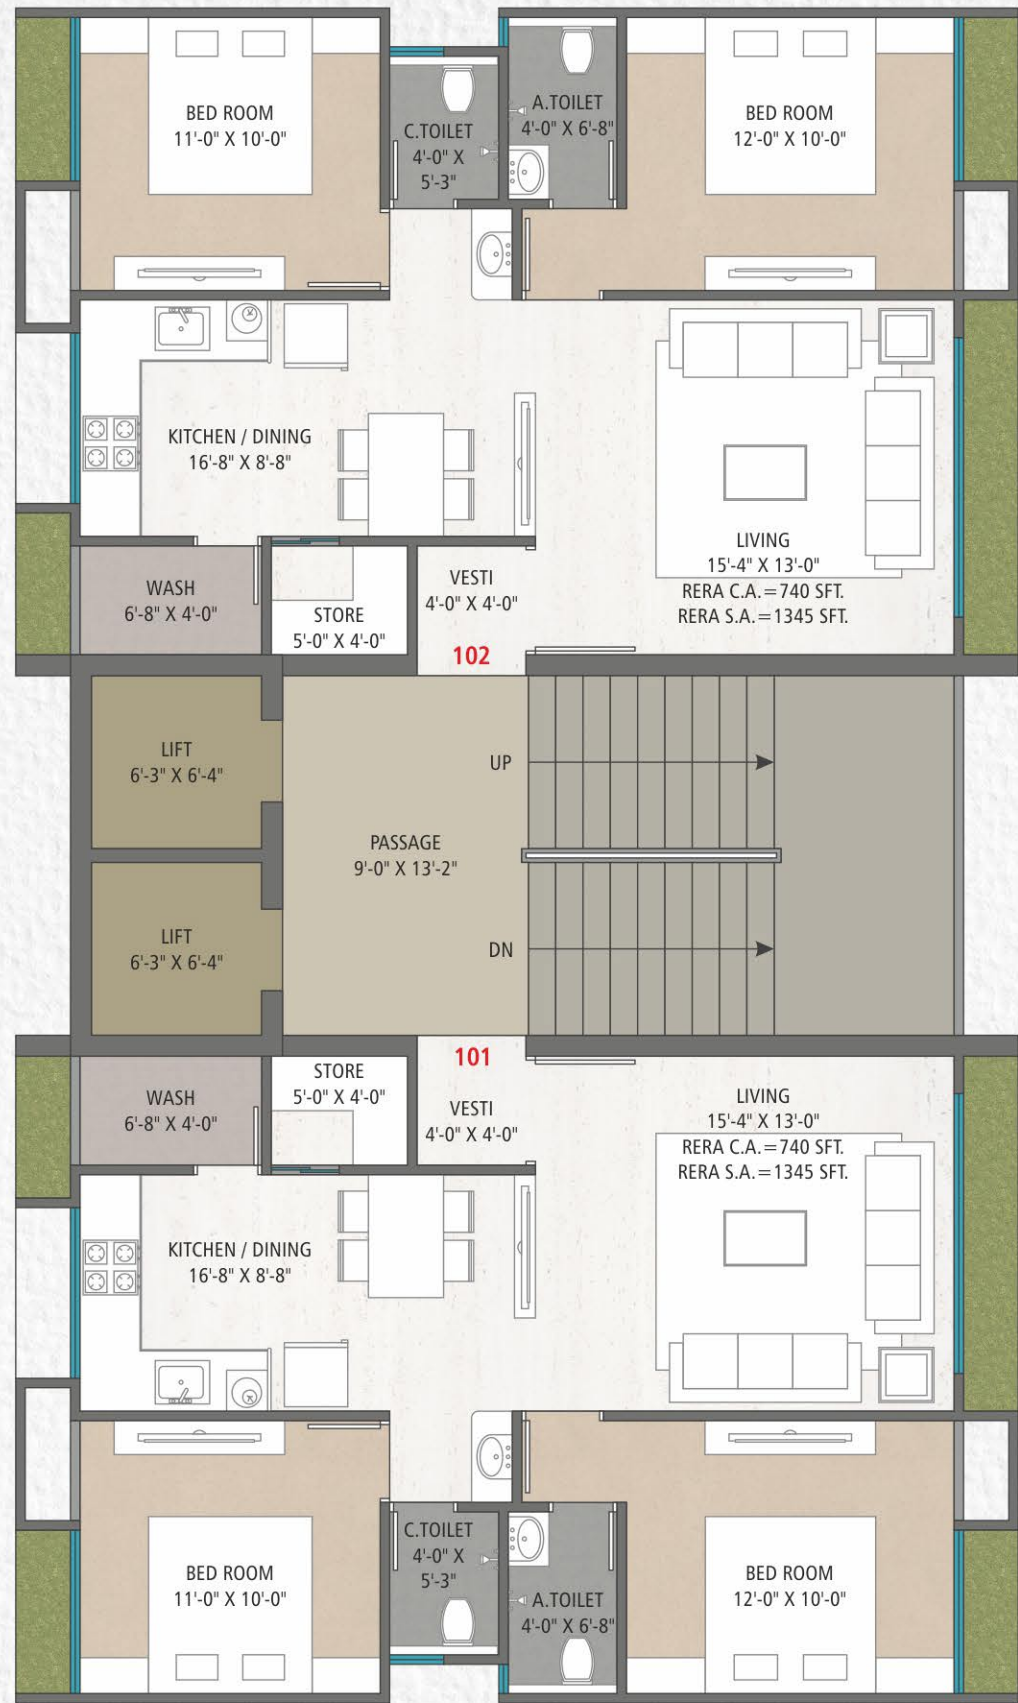 BED ROOM
11'-0" X 10'-0"
C.TOILET
4'-0" X
5'-3"
A.TOILET
4'-0" X 6'-8"
BED ROOM
12'-0" X 10'-0"
KITCHEN / DINING
16'-8" X 8'-8"
LIVING
15'-4" X 13'-0"
RERA C.A.=740 SFT.
RERA S.A.=1345 SFT.
WASH
6'-8" X 4'-0"
STORE
5'-0" X 4'-0"
VESTI
4'-0" X 4'-0"
102
LIFT
6'-3" X 6'-4"
UP
PASSAGE
9'-0" X 13'-2"
LIFT
6'-3" X 6'-4"
DN
101
WASH
6'-8" X 4'-0"
STORE
5'-0" X 4'-0"
VESTI
4'-0" X 4'-0"
LIVING
15'-4" X 13'-0"
RERA C.A.=740 SFT.
RERA S.A.=1345 SFT.
KITCHEN / DINING
16'-8" X 8'-8"
BED ROOM
11'-0" X 10'-0"
C.TOILET
4'-0" X
5'-3"
A.TOILET
4'-0" X 6'-8"
BED ROOM
12'-0" X 10'-0"